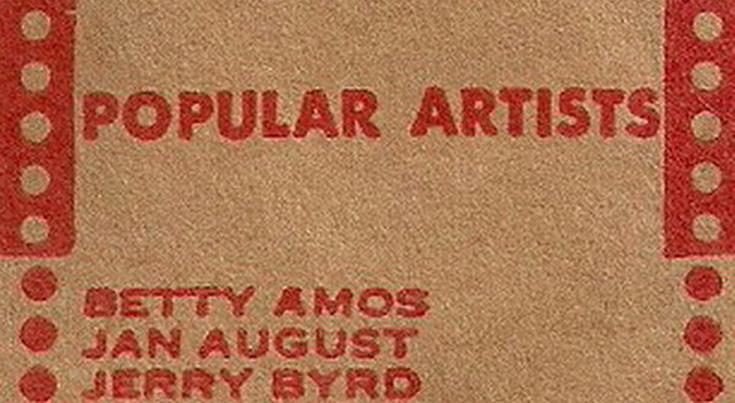 POPULAR ARTISTS
BETTY AMOS
JAN AUGUST
JERRY BYRD